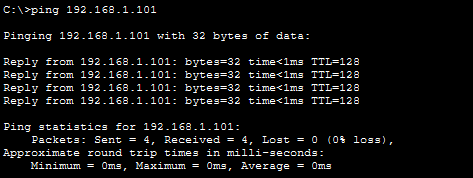 C:\>ping 192.168.1.101
Pinging 192.168.1.101 with 32 bytes of data:
Reply from 192.168.1.101: bytes=32 time<1ms TTL=128
Reply from 192.168.1.101: bytes=32 time<1ms TTL=128
Reply from 192.168.1.101: bytes=32 time<1ms TTL=128
Reply from 192.168.1.101: bytes=32 time<1ms TTL=128
Ping statistics for 192.168.1.101:
    Packets: Sent = 4, Received = 4, Lost = 0 (0% loss),
Approximate round trip times in milli-seconds:
    Minimum = 0ms, Maximum = 0ms, Average = 0ms